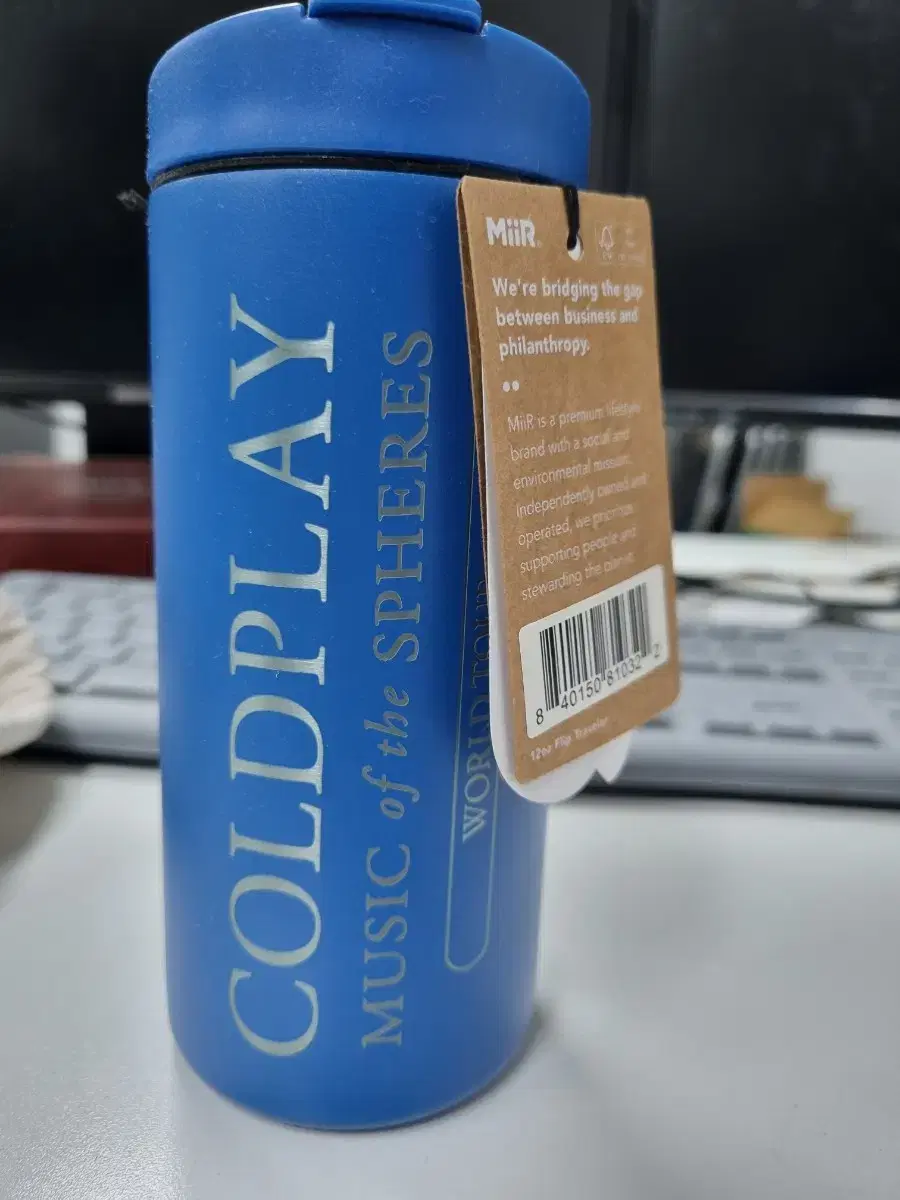 COLDPLAY
MUSIC of the SPHERES
WORLD TOUR
MiiR
We're bridging the gap
between business and
philanthropy.
MiiR is a premium lifestyle
brand with a social and
environmental mission.
Independently owned and
operated, we prioritize
supporting people and
stewarding the planet.
8 40150 81032 2
12oz Flip Traveler